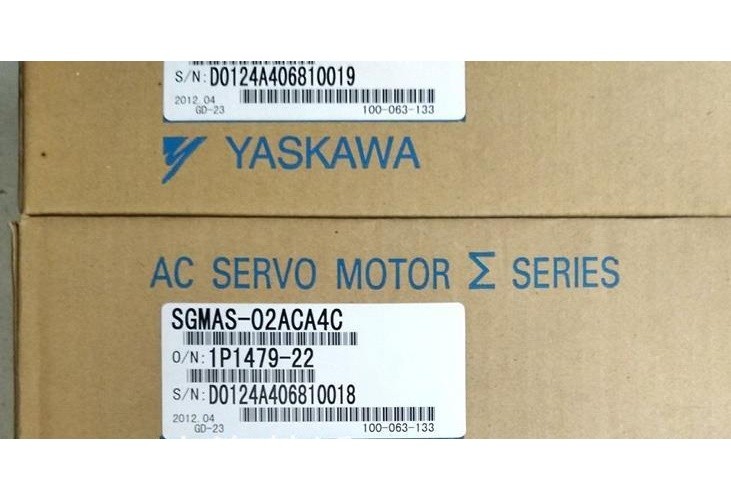 S/N: D0124A406810019
2012.04
GD-23 100-063-133
YASKAWA
AC SERVO MOTOR Σ SERIES
SGMAS-02ACA4C
O/N: 1P1479-22
S/N: D0124A406810018
2012.04
GD-23 100-063-133